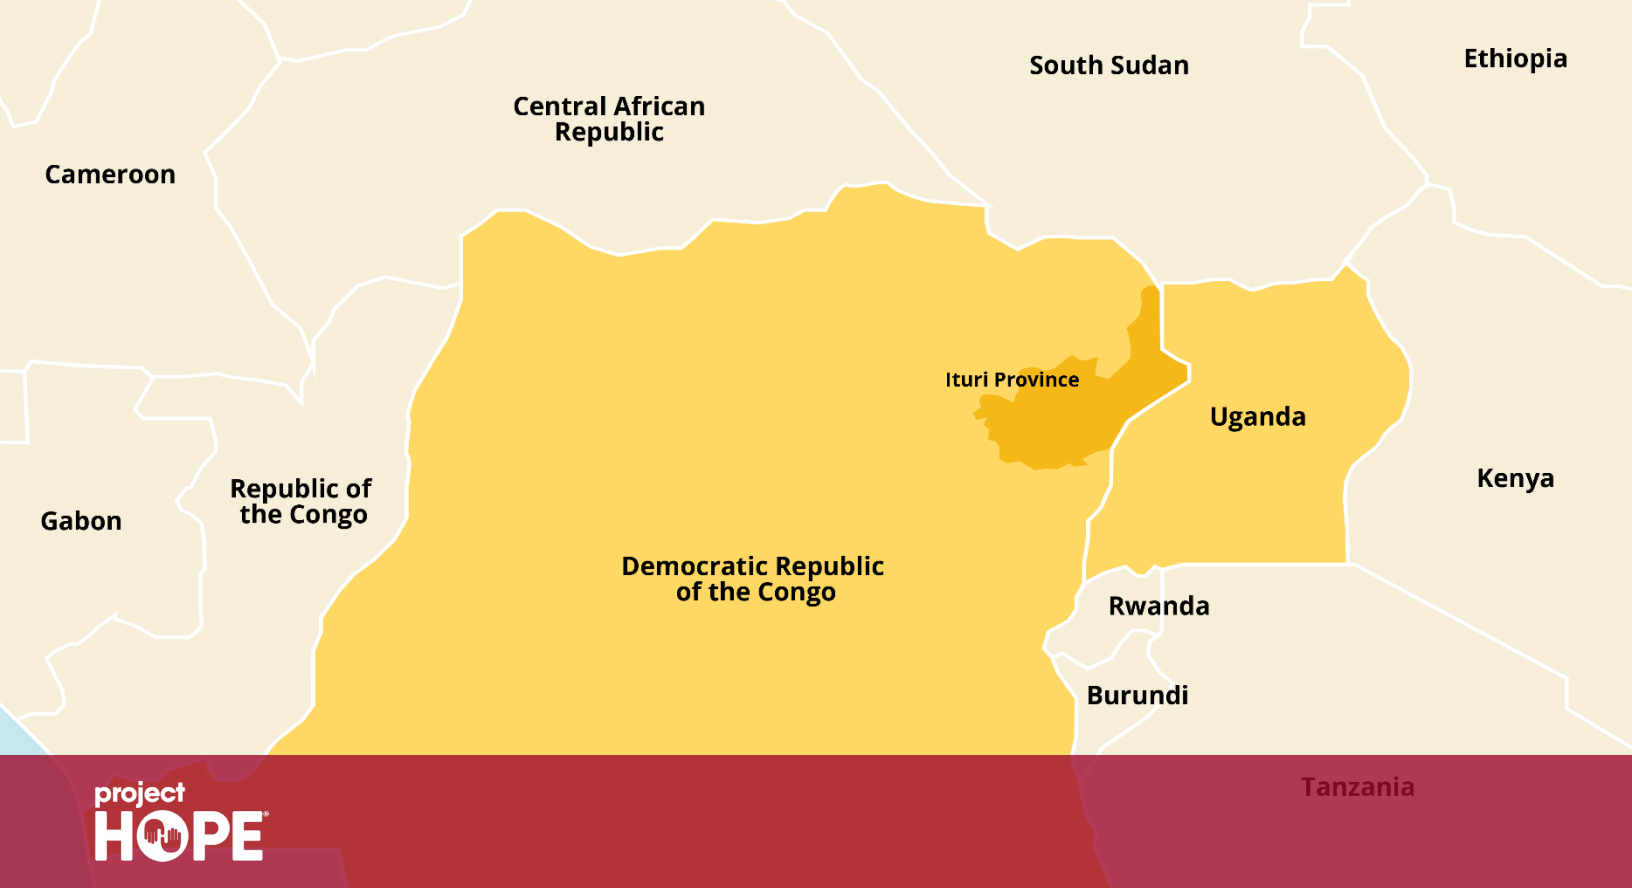 South Sudan
Ethiopia
Central African
Republic
Cameroon
Ituri Province
Uganda
Kenya
Republic of
the Congo
Gabon
Democratic Republic
of the Congo
Rwanda
Burundi
Tanzania
project
HOPE®